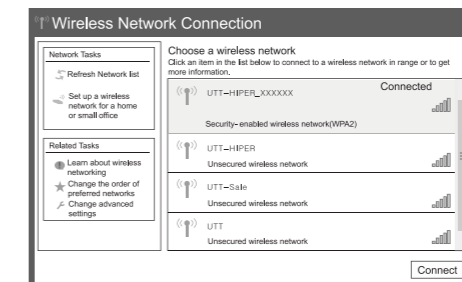 Wireless Network Connection
Network Tasks
Refresh Network list
Set up a wireless
network for a home
or small office
Related Tasks
Learn about wireless
networking
Change the order of
preferred networks
Change advanced
settings
Choose a wireless network
Click an item in the list below to connect to a wireless network in range or to get
more information.
UTT-HIPER_XXXXXX
Connected
Security-enabled wireless network(WPA2)
UTT-HIPER
Unsecured wireless network
UTT-Sale
Unsecured wireless network
UTT
Unsecured wireless network
Connect